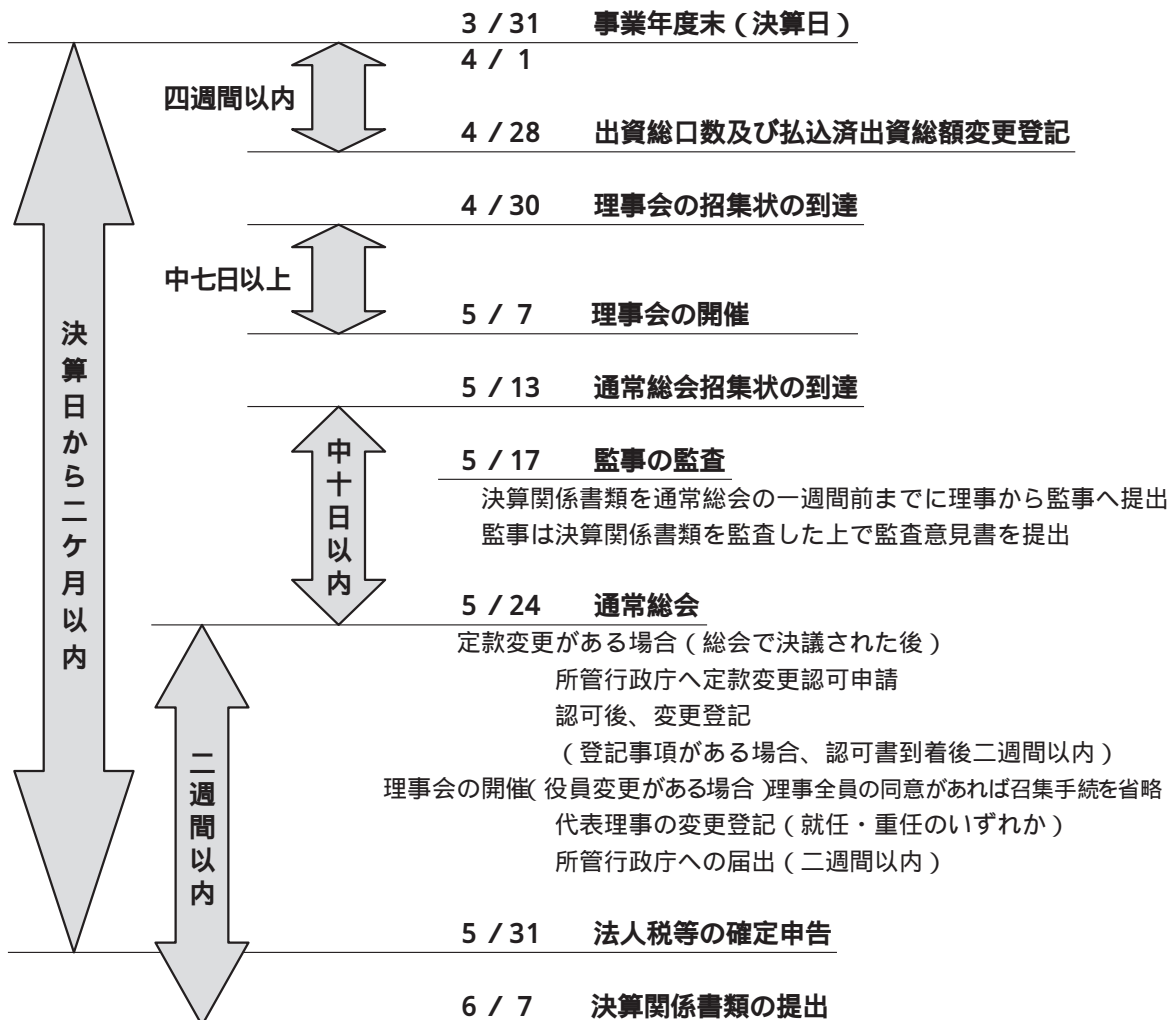 3 / 31 事業年度末 ( 決算日 )
4 / 1
四週間以内
4 / 28 出資総口数及び払込済出資総額変更登記
4 / 30 理事会の招集状の到達
中七日以上
5 / 7 理事会の開催
5 / 13 通常総会招集状の到達
中十日以内
5 / 17 監事の監査
決算関係書類を通常総会の一週間前までに理事から監事へ提出
監事は決算関係書類を監査した上で監査意見書を提出
5 / 24 通常総会
決算日から二ケ月以内
定款変更がある場合 ( 総会で決議された後 )
所管行政庁へ定款変更認可申請
認可後、変更登記
( 登記事項がある場合、認可書到着後二週間以内 )
理事会の開催( 役員変更がある場合 )理事全員の同意があれば召集手続を省略
代表理事の変更登記 ( 就任・重任のいずれか )
所管行政庁への届出 ( 二週間以内 )
二週間以内
5 / 31 法人税等の確定申告
6 / 7 決算関係書類の提出